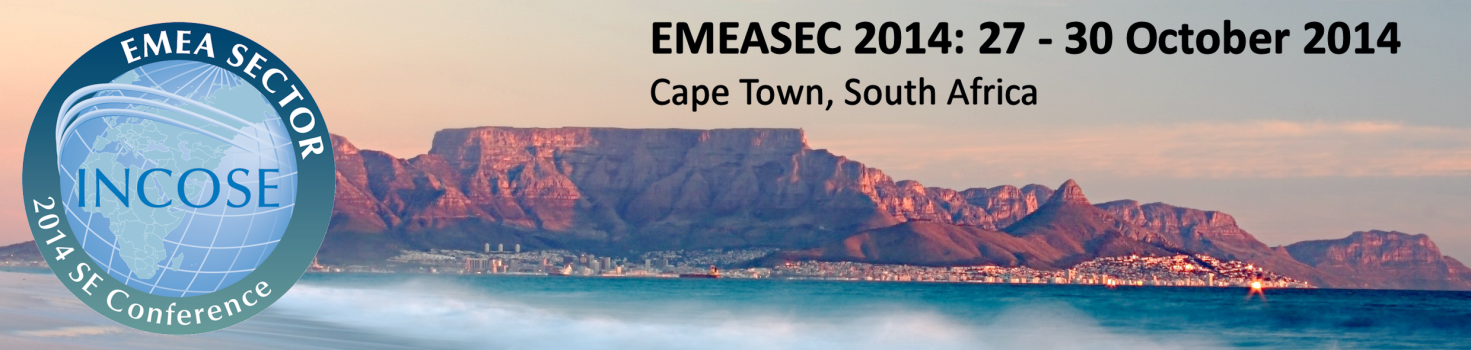 EMEA SECTOR
INCOSE
2014 SE Conference
EMEASEC 2014: 27 - 30 October 2014
Cape Town, South Africa